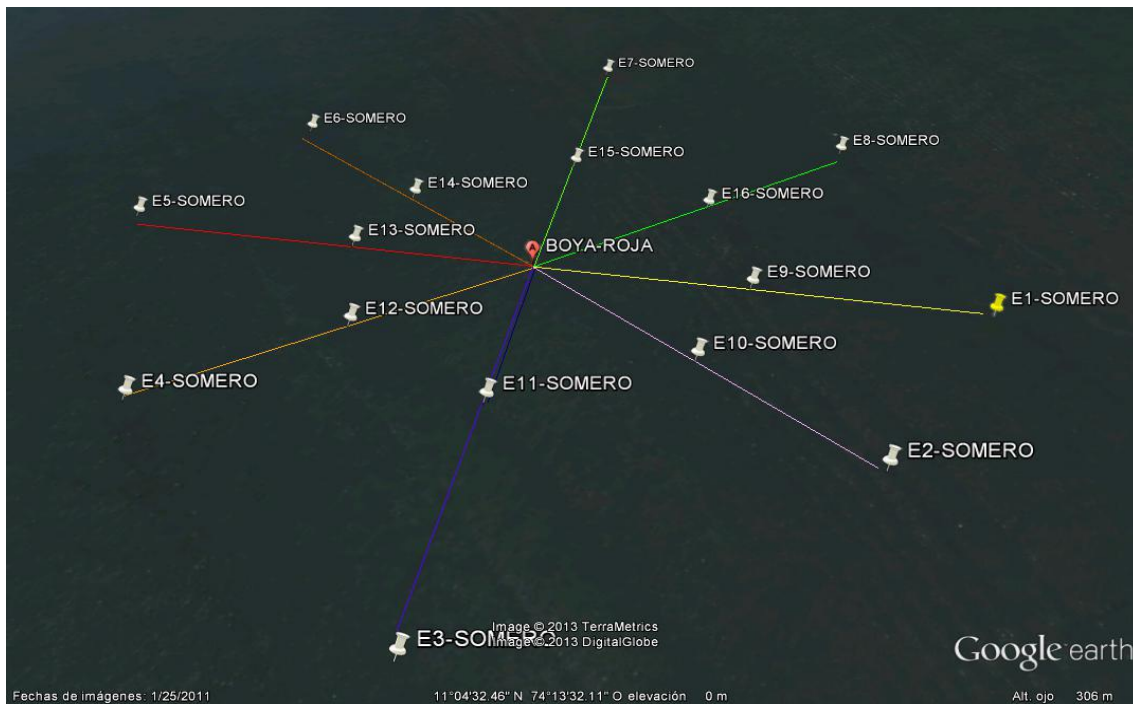 E7-SOMERO
E6-SOMERO
E8-SOMERO
E15-SOMERO
E14-SOMERO
E16-SOMERO
E5-SOMERO
E13-SOMERO
BOYA-ROJA
A
E9-SOMERO
E1-SOMERO
E12-SOMERO
E10-SOMERO
E4-SOMERO
E11-SOMERO
E2-SOMERO
E3-SOMERO
Image © 2013 TerraMetrics
Image © 2013 DigitalGlobe
Google earth
Fechas de imágenes: 1/25/2011 11°04'32.46" N 74°13'32.11" O elevación 0 m Alt. ojo 306 m